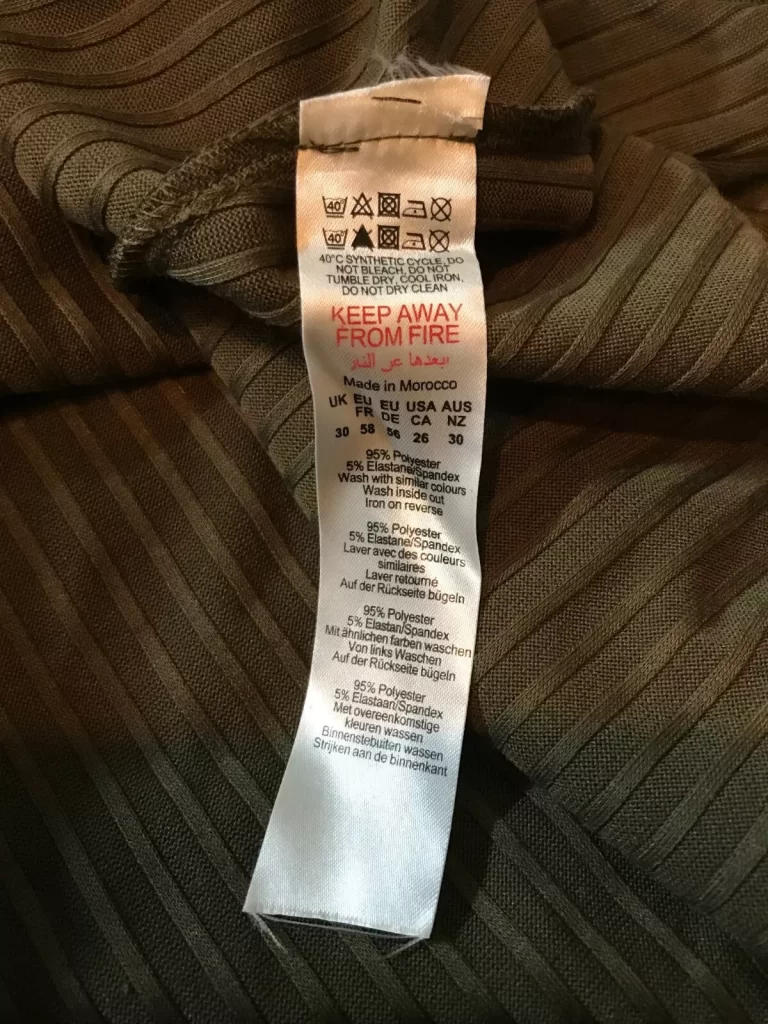 40°
40°
40°C SYNTHETIC CYCLE, DO
NOT BLEACH, DO NOT
TUMBLE DRY, COOL IRON,
DO NOT DRY CLEAN
KEEP AWAY
FROM FIRE
ابعدها عن النار
Made in Morocco
UK EU FR EU DE USA CA AUS NZ
30 58 56 26 30
95% Polyester
5% Elastane/Spandex
Wash with similar colours
Wash inside out
Iron on reverse
95% Polyester
5% Elastane/Spandex
Laver avec des couleurs
similaires
Laver retourné
Auf der Rückseite bügeln
95% Polyester
5% Elastan/Spandex
Mit ähnlichen farben waschen
Von links Waschen
Auf der Rückseite bügeln
95% Polyester
5% Elastaan/Spandex
Met overeenkomstige
kleuren wassen
Binnenstebuiten wassen
Strijken aan de binnenkant